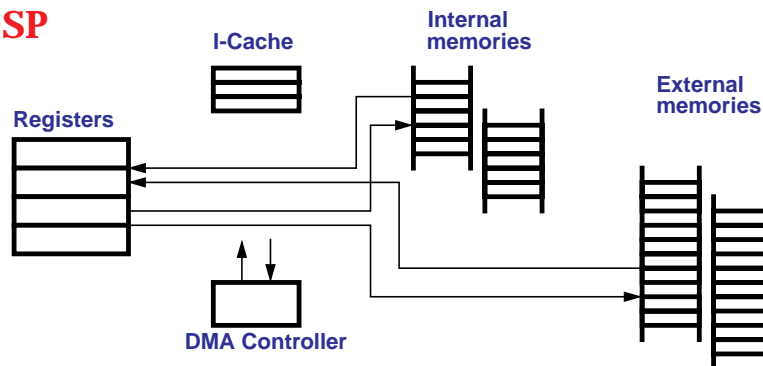 SP
I-Cache
Internal
memories
External
memories
Registers
DMA Controller